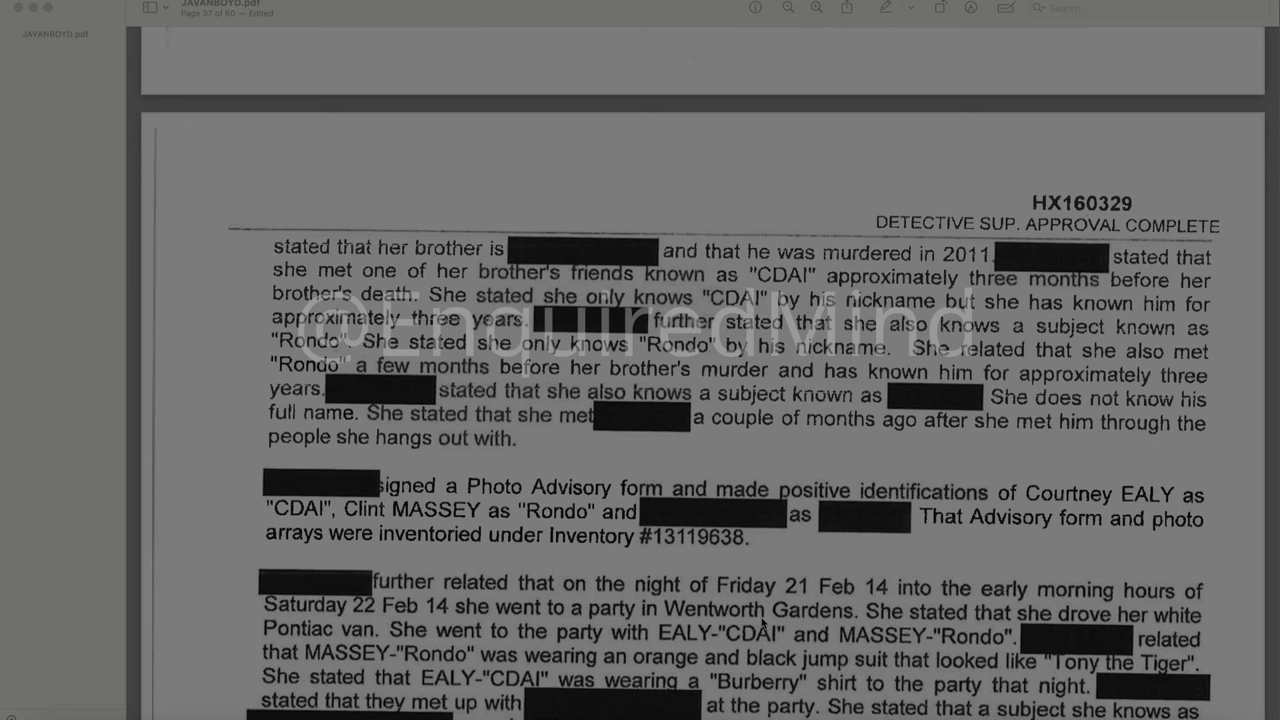 JAVANBOYD.pdf
Page 37 of 50 — Edited
Search
JAVANBOYD.pdf
HX160329
DETECTIVE SUP. APPROVAL COMPLETE
stated that her brother is and that he was murdered in 2011. stated that
she met one of her brother's friends known as "CDAI" approximately three months before her
brother's death. She stated she only knows "CDAI" by his nickname but she has known him for
approximately three years. further stated that she also knows a subject known as
"Rondo". She stated she only knows "Rondo" by his nickname. She related that she also met
"Rondo" a few months before her brother's murder and has known him for approximately three
years. stated that she also knows a subject known as She does not know his
full name. She stated that she met a couple of months ago after she met him through the
people she hangs out with.
@EnquiredMind
signed a Photo Advisory form and made positive identifications of Courtney EALY as
"CDAI", Clint MASSEY as "Rondo" and as That Advisory form and photo
arrays were inventoried under Inventory #13119638.
further related that on the night of Friday 21 Feb 14 into the early morning hours of
Saturday 22 Feb 14 she went to a party in Wentworth Gardens. She stated that she drove her white
Pontiac van. She went to the party with EALY-"CDAI" and MASSEY-"Rondo". related
that MASSEY-"Rondo" was wearing an orange and black jump suit that looked like "Tony the Tiger".
She stated that EALY-"CDAI" was wearing a "Burberry" shirt to the party that night.
stated that they met up with at the party. She stated that a subject she knows as